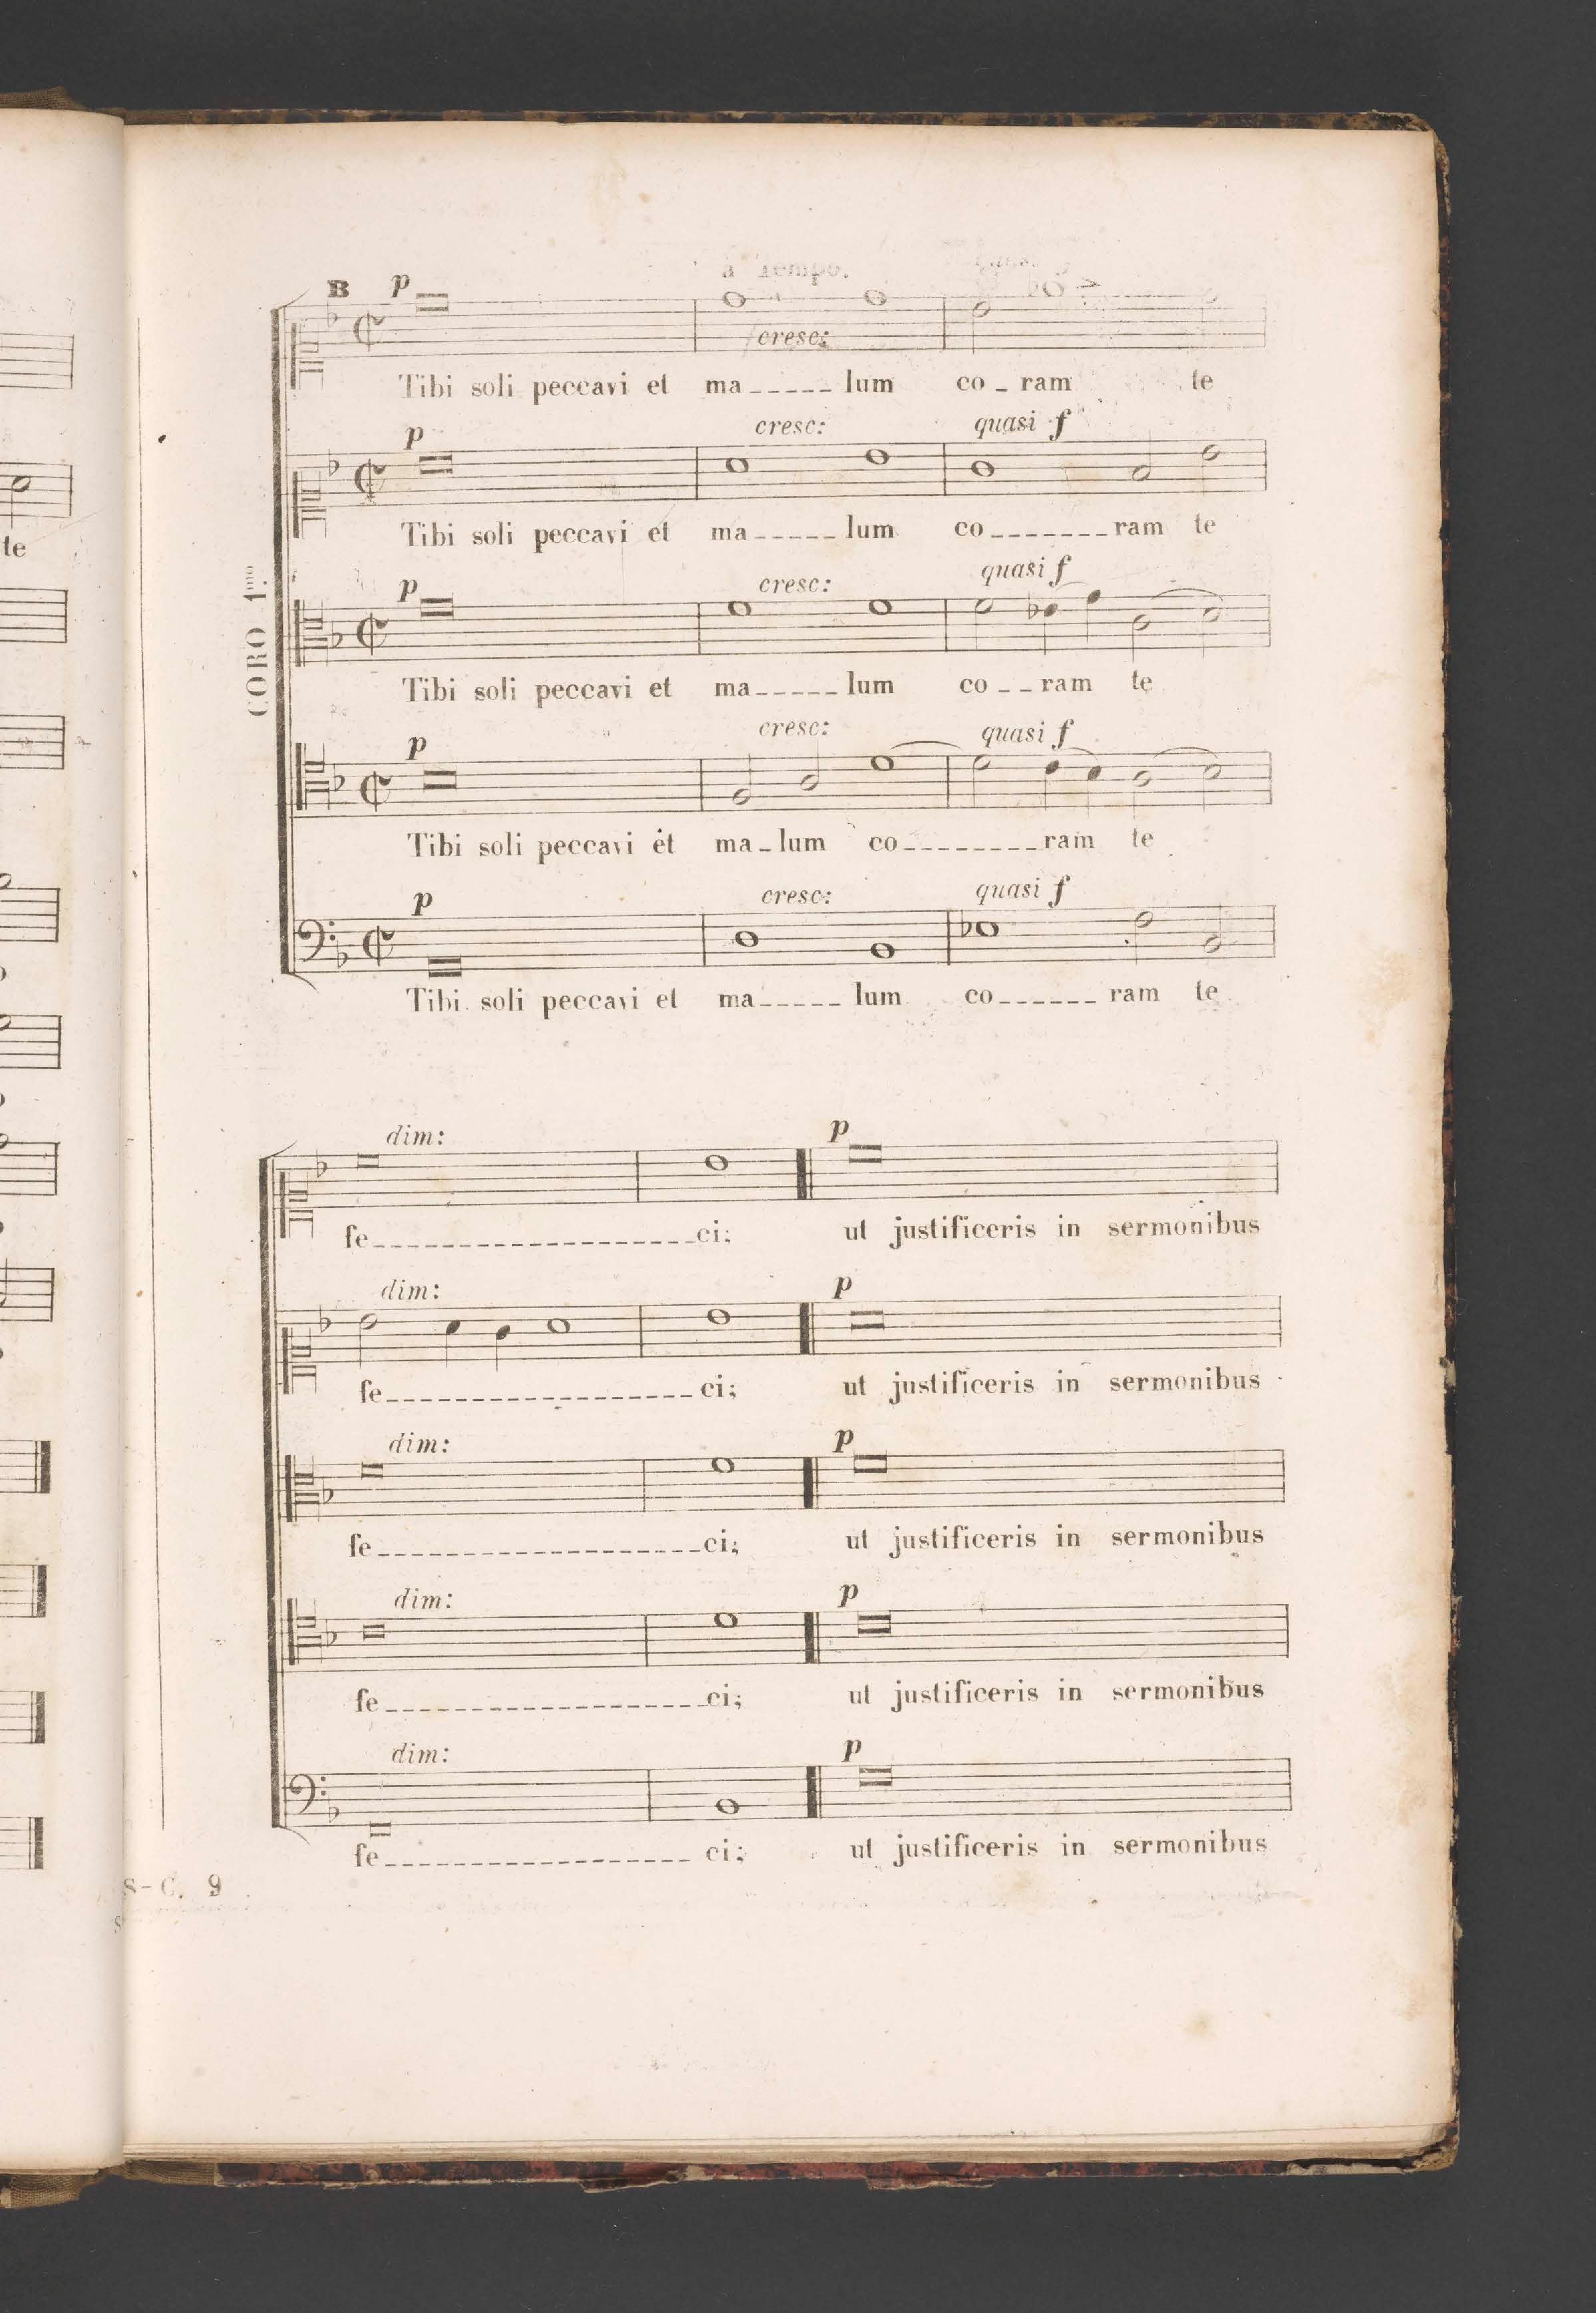 te
CORO 1mo.
a Tempo.
B p
cresc:
Tibi soli peccavi et ma_____lum co_ram te
p cresc: quasi f
Tibi soli peccavi et ma_____lum co_______ram te
p cresc: quasi f
Tibi soli peccavi et ma_____lum co__ram te
p cresc: quasi f
Tibi soli peccavi et ma_lum co________ram te
p cresc: quasi f
Tibi soli peccavi et ma_____lum co______ram te
dim: p
fe___________________ci; ut justificeris in sermonibus
dim: p
fe__________________ci; ut justificeris in sermonibus
dim: p
fe___________________ci; ut justificeris in sermonibus
dim: p
fe___________________ci; ut justificeris in sermonibus
dim: p
fe__________________ci; ut justificeris in sermonibus
S-C. 9